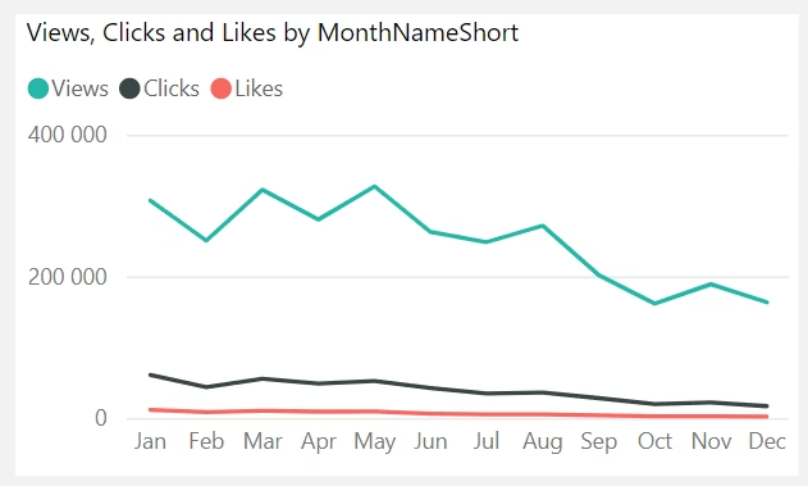 Views, Clicks and Likes by MonthNameShort
Views Clicks Likes
400 000
200 000
0
Jan Feb Mar Apr May Jun Jul Aug Sep Oct Nov Dec